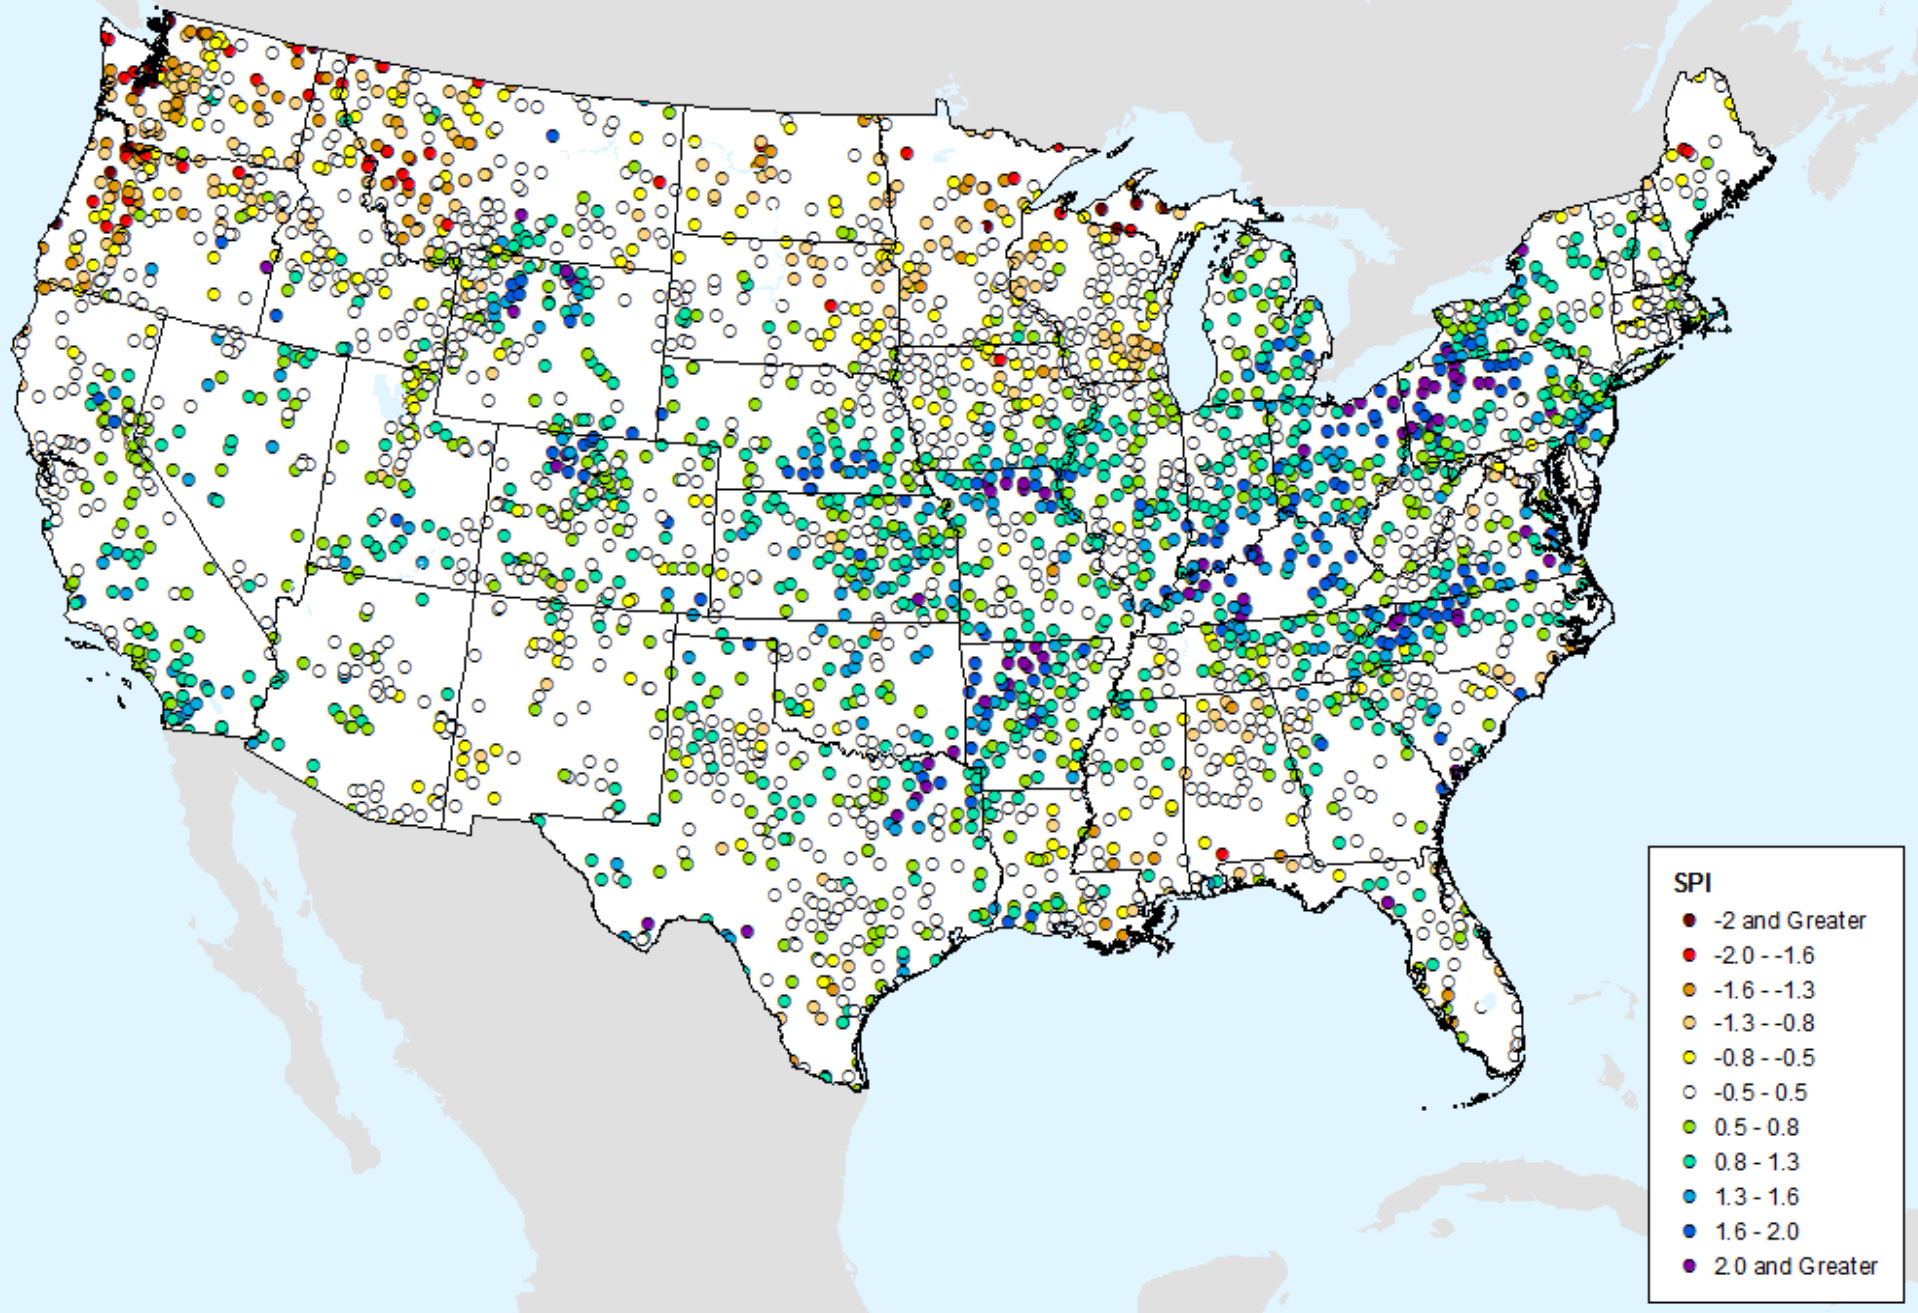 SPI
-2 and Greater
-2.0 - -1.6
-1.6 - -1.3
-1.3 - -0.8
-0.8 - -0.5
-0.5 - 0.5
0.5 - 0.8
0.8 - 1.3
1.3 - 1.6
1.6 - 2.0
2.0 and Greater